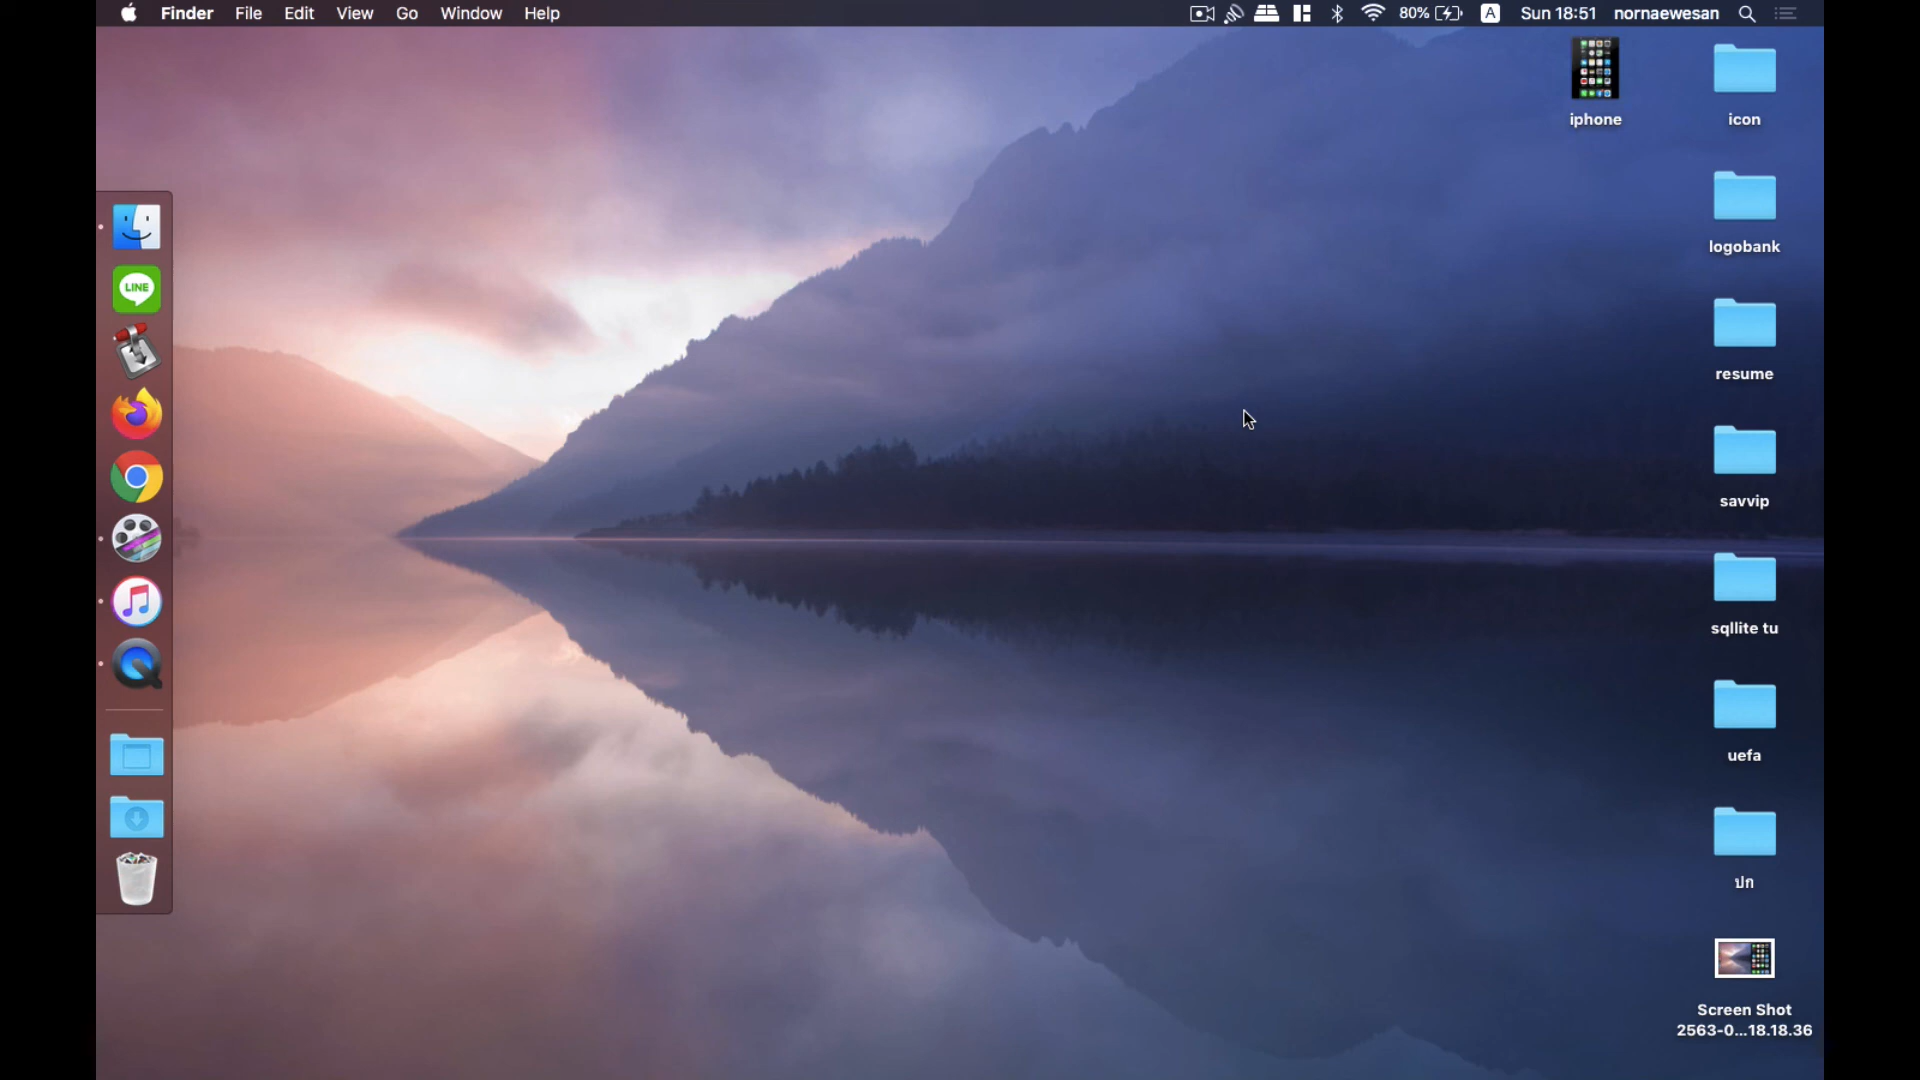 Finder File Edit View Go Window Help
80% A Sun 18:51 nornaewesan
iphone
icon
logobank
resume
savvip
sqllite tu
uefa
ปก
Screen Shot
2563-0...18.18.36
LINE